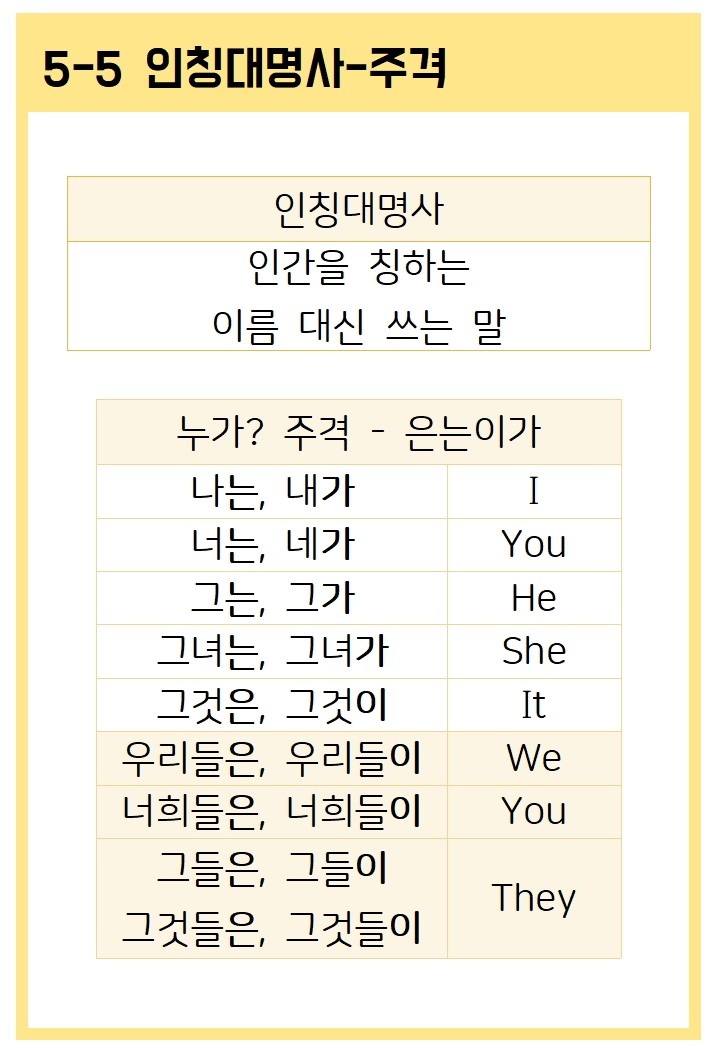 5-5 인칭대명사-주격
인칭대명사
인간을 칭하는
이름 대신 쓰는 말
누가? 주격 - 은는이가
나는, 내가 I
너는, 네가 You
그는, 그가 He
그녀는, 그녀가 She
그것은, 그것이 It
우리들은, 우리들이 We
너희들은, 너희들이 You
그들은, 그들이
그것들은, 그것들이
They